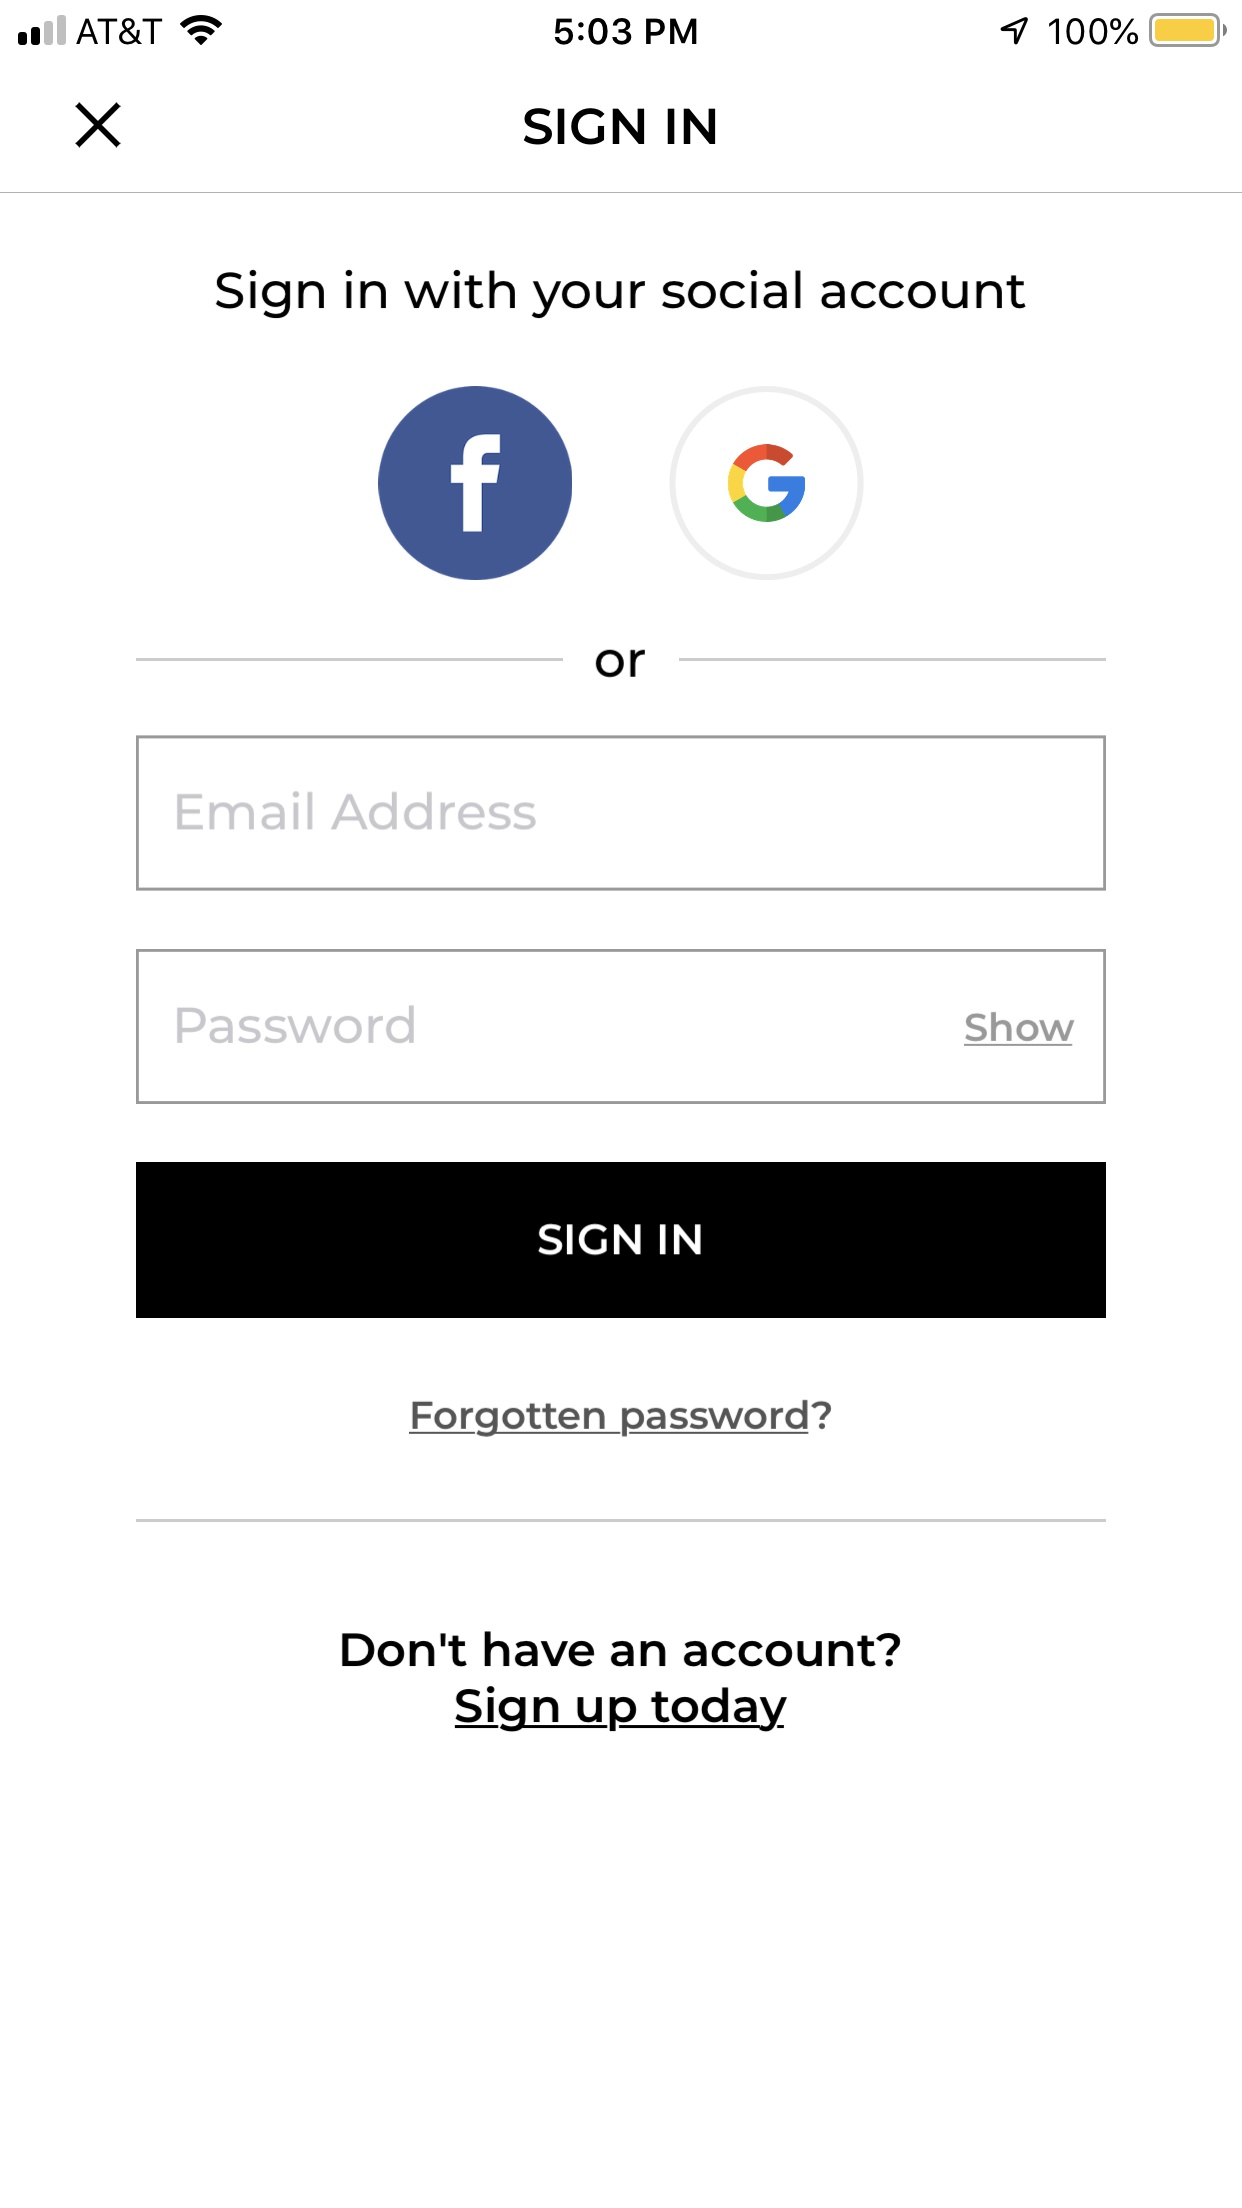 AT&T 5:03 PM 100%
SIGN IN
Sign in with your social account
or
Email Address
Password Show
SIGN IN
Forgotten password?
Don't have an account?
Sign up today